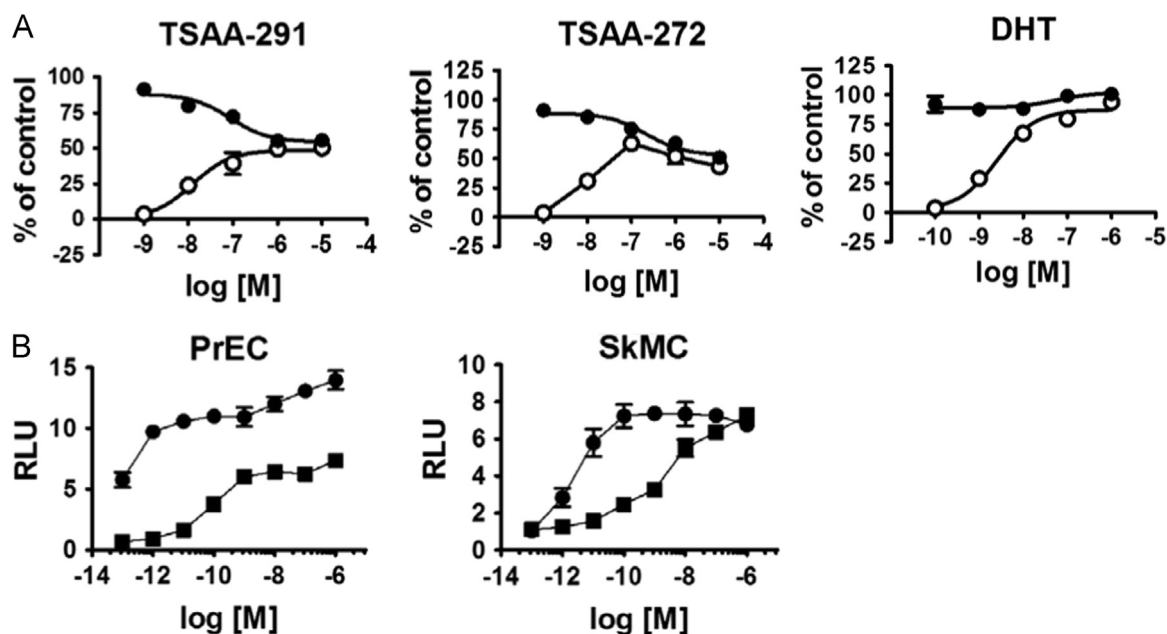 A
TSAA-291
% of control
100
75
50
25
0
-25
-9 -8 -7 -6 -5 -4
log [M]
TSAA-272
% of control
125
100
75
50
25
0
-25
-9 -8 -7 -6 -5 -4
log [M]
DHT
% of control
125
100
75
50
25
0
25
-10 -9 -8 -7 -6 -5
log [M]
B
PrEC
RLU
15
10
5
0
-14 -12 -10 -8 -6
log [M]
SkMC
RLU
10
8
6
4
2
0
-14 -12 -10 -8 -6
log [M]